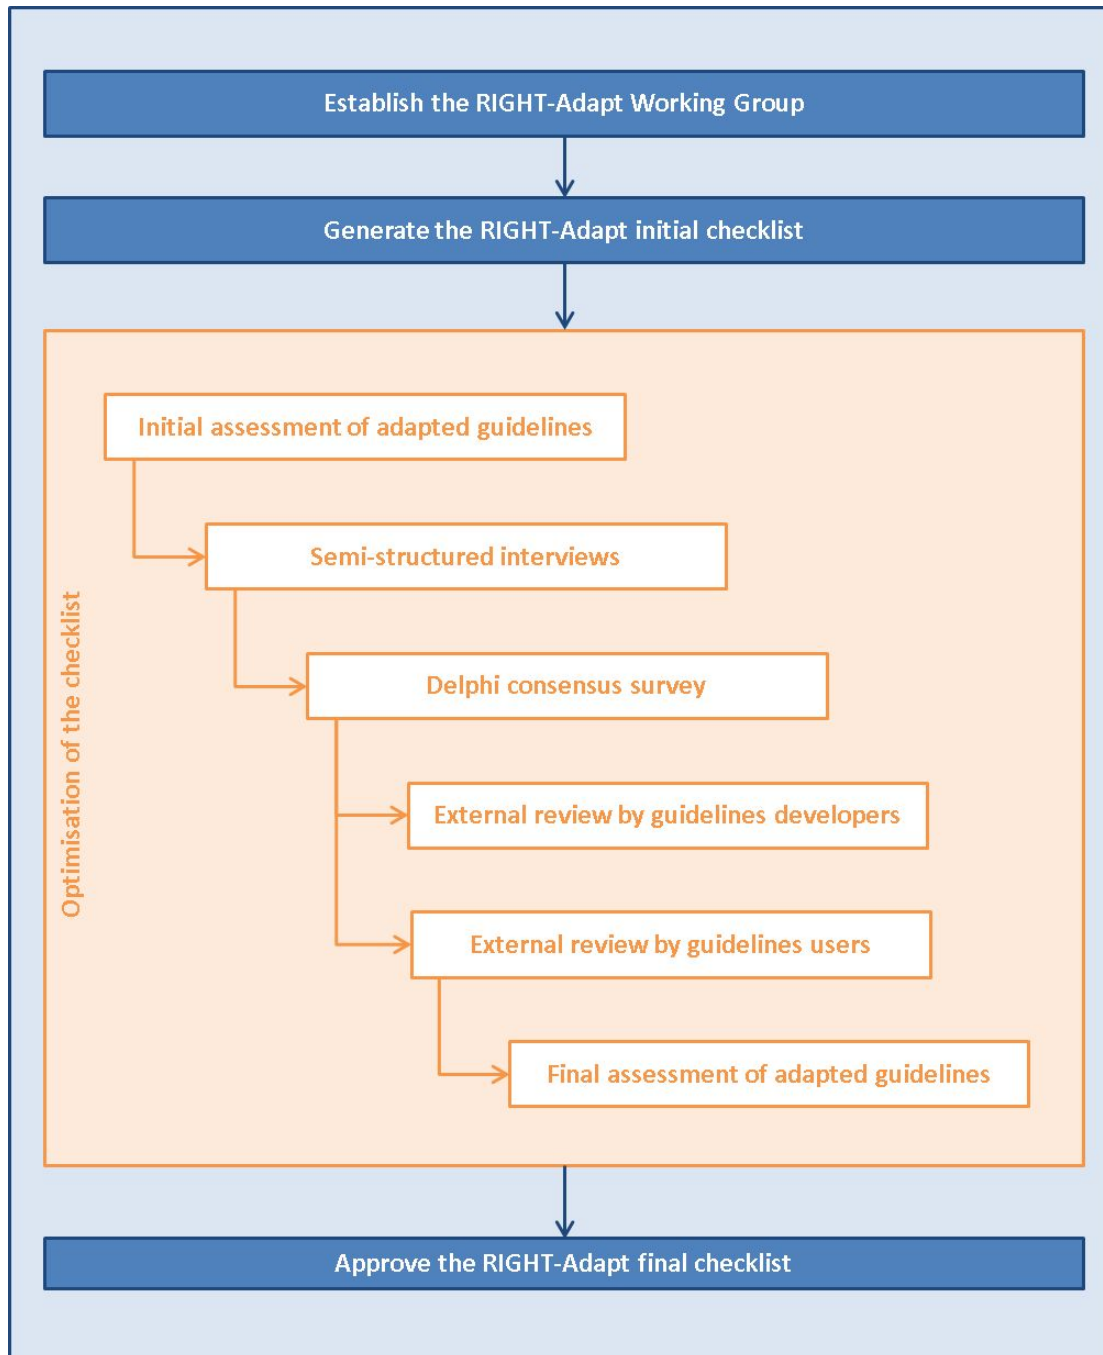 Establish the RIGHT-Adapt Working Group
Generate the RIGHT-Adapt initial checklist
Optimisation of the checklist
Initial assessment of adapted guidelines
Semi-structured interviews
Delphi consensus survey
External review by guidelines developers
External review by guidelines users
Final assessment of adapted guidelines
Approve the RIGHT-Adapt final checklist